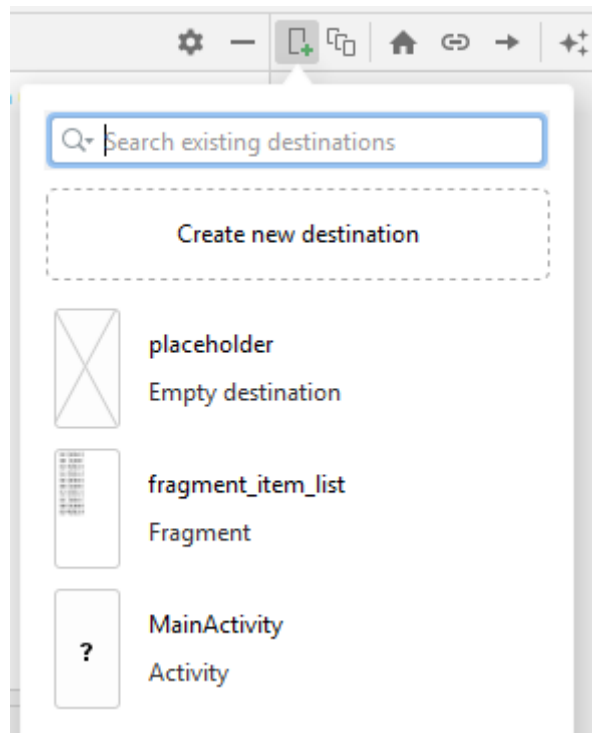 Search existing destinations
Create new destination
placeholder
Empty destination
fragment_item_list
Fragment
MainActivity
?
Activity